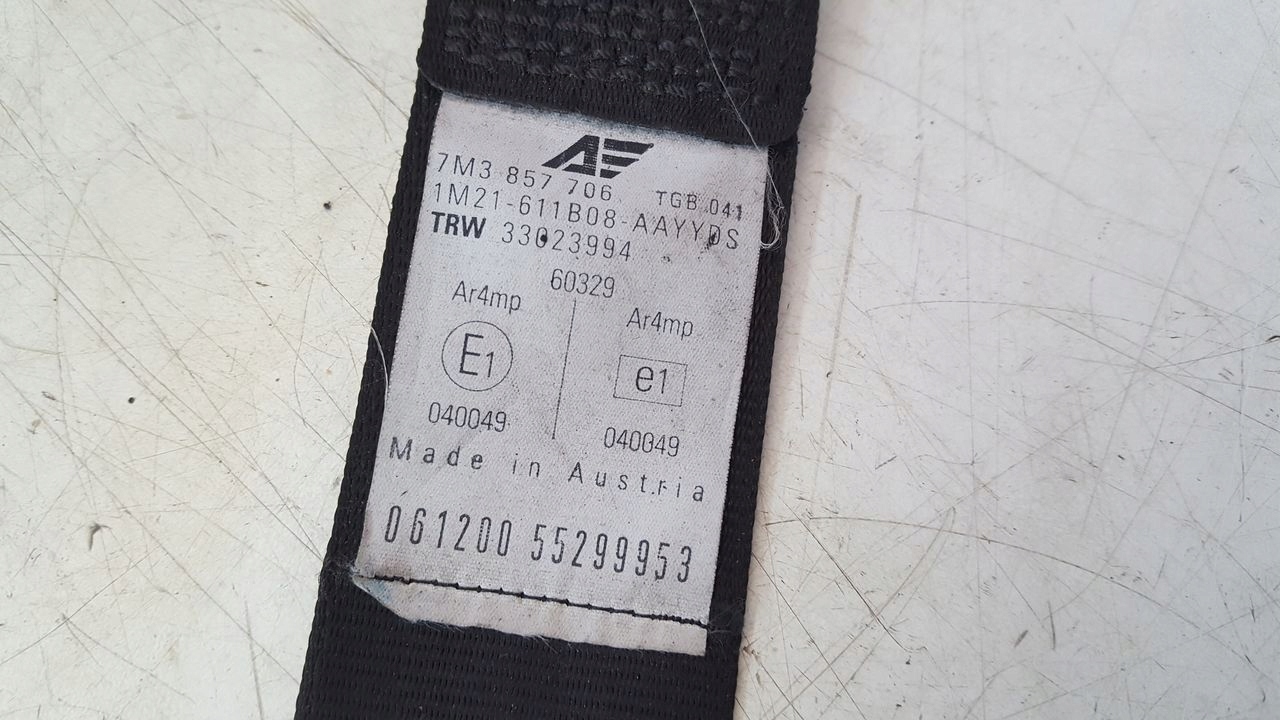 AE
7M3 857 706 TGB 041
1M21-611B08-AAYYDS
TRW 33023994
60329
Ar4mp Ar4mp
E1 e1
040049 040049
Made in Austria
061200 55299953